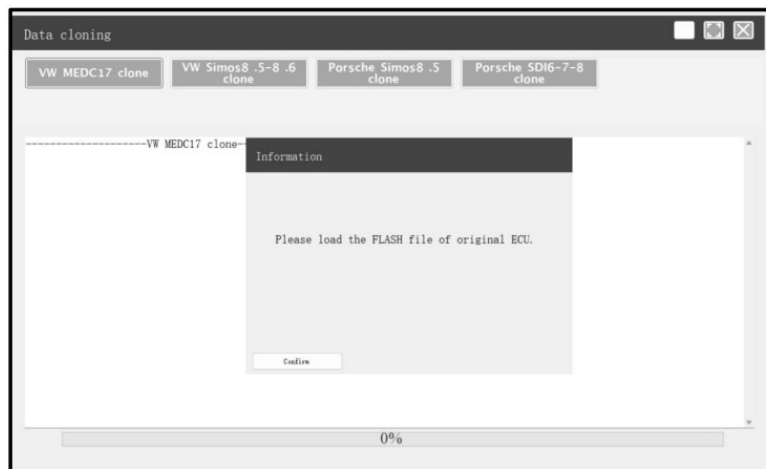 Data cloning
VW MEDC17 clone
VW Simos8 .5-8 .6
clone
Porsche Simos8 .5
clone
Porsche SDI6-7-8
clone
---------------------VW MEDC17 clone-
Information
Please load the FLASH file of original ECU.
Confirm
0%